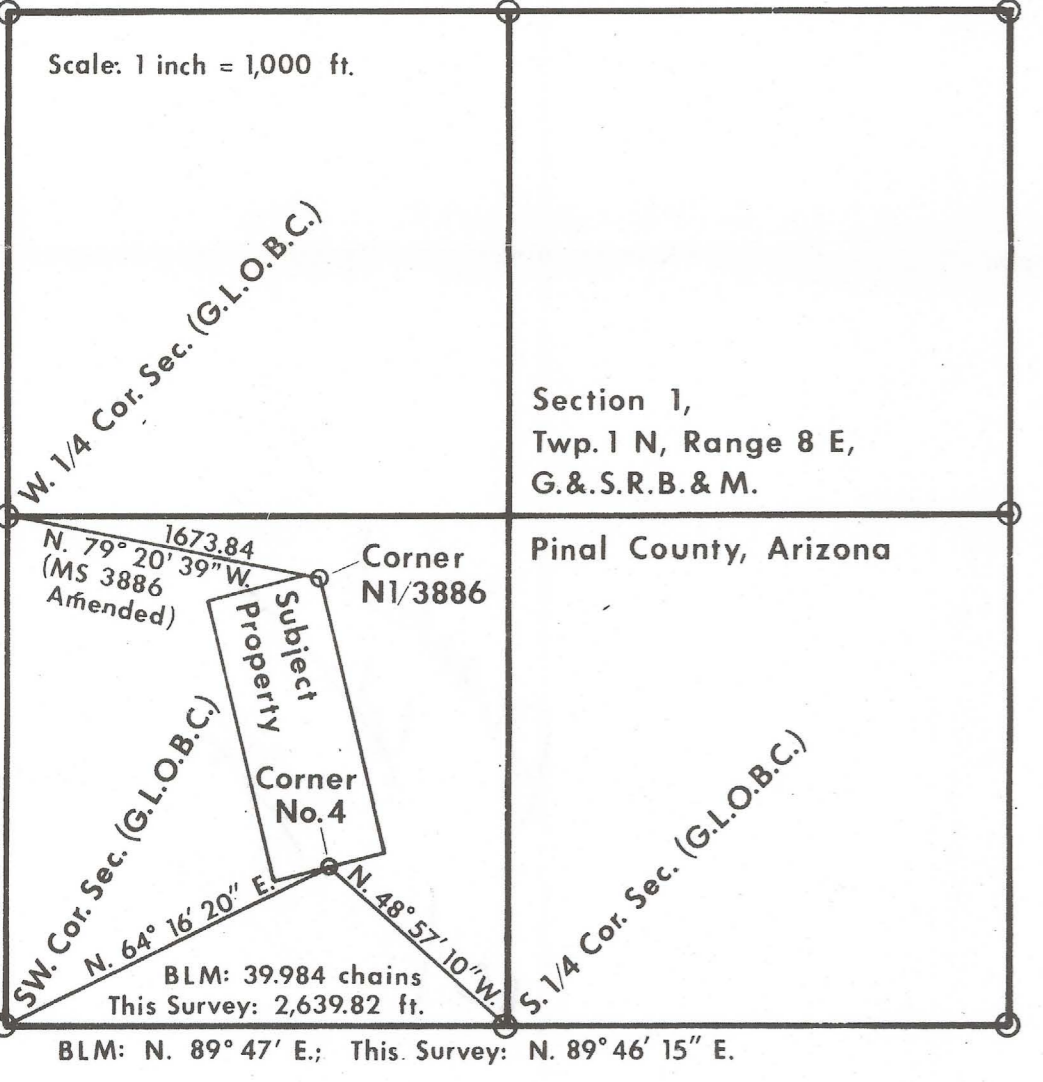 Scale: 1 inch = 1,000 ft.
W. 1/4 Cor. Sec. (G.L.O.B.C.)
Section 1,
Twp. 1 N, Range 8 E,
G.&.S.R.B.& M.
Pinal County, Arizona
1673.84
N. 79° 20' 39" W.
(MS 3886
Amended)
Corner
N1/3886
Subject
Property
Corner
No. 4
SW. Cor. Sec. (G.L.O.B.C.)
N. 64° 16' 20" E.
N. 48° 57' 10" W.
S. 1/4 Cor. Sec. (G.L.O.B.C.)
BLM: 39.984 chains
This Survey: 2,639.82 ft.
BLM: N. 89° 47' E.; This Survey: N. 89° 46' 15" E.